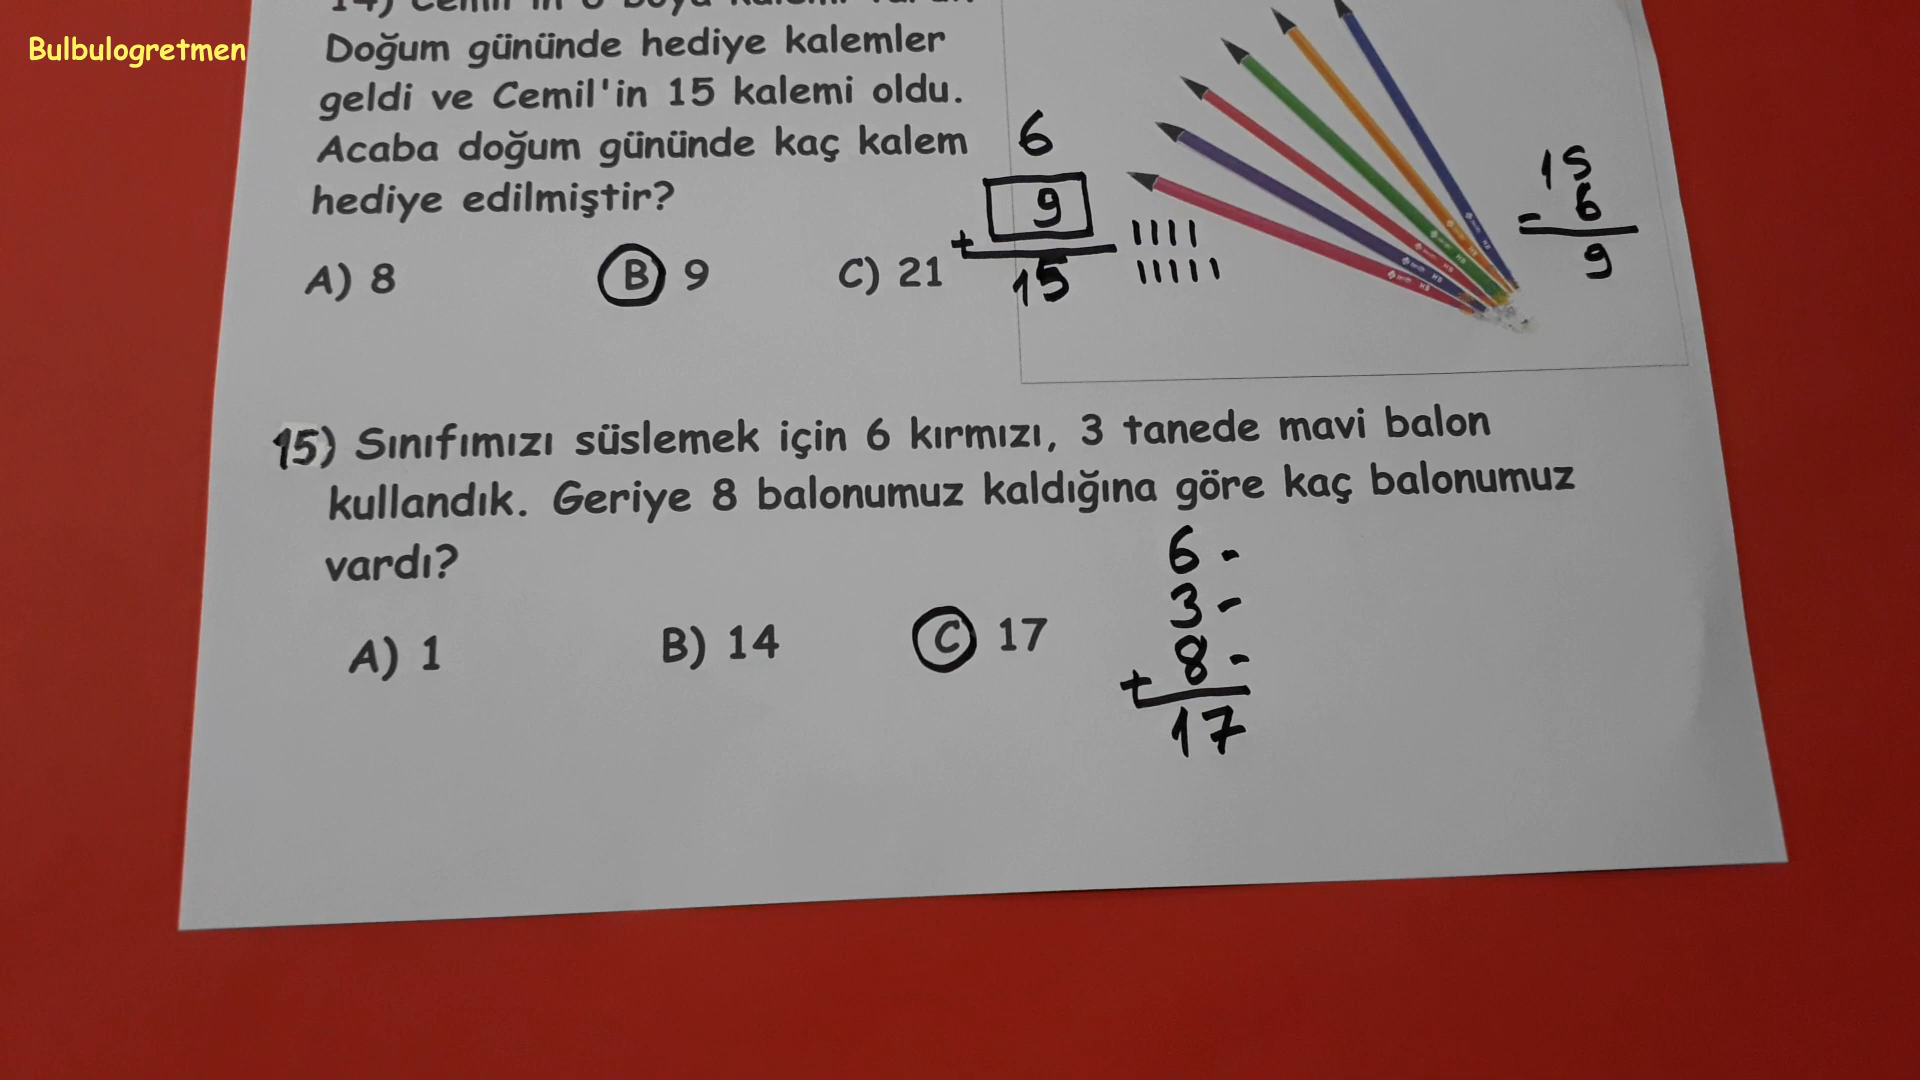 Bulbulogretmen
Doğum gününde hediye kalemler
geldi ve Cemil'in 15 kalemi oldu.
Acaba doğum gününde kaç kalem
hediye edilmiştir?
A) 8 B) 9 C) 21
6
9
+
15
15
- 6
9
15) Sınıfımızı süslemek için 6 kırmızı, 3 tanede mavi balon
kullandık. Geriye 8 balonumuz kaldığına göre kaç balonumuz
vardı?
A) 1 B) 14 C) 17
6 -
3 -
+ 8 -
17